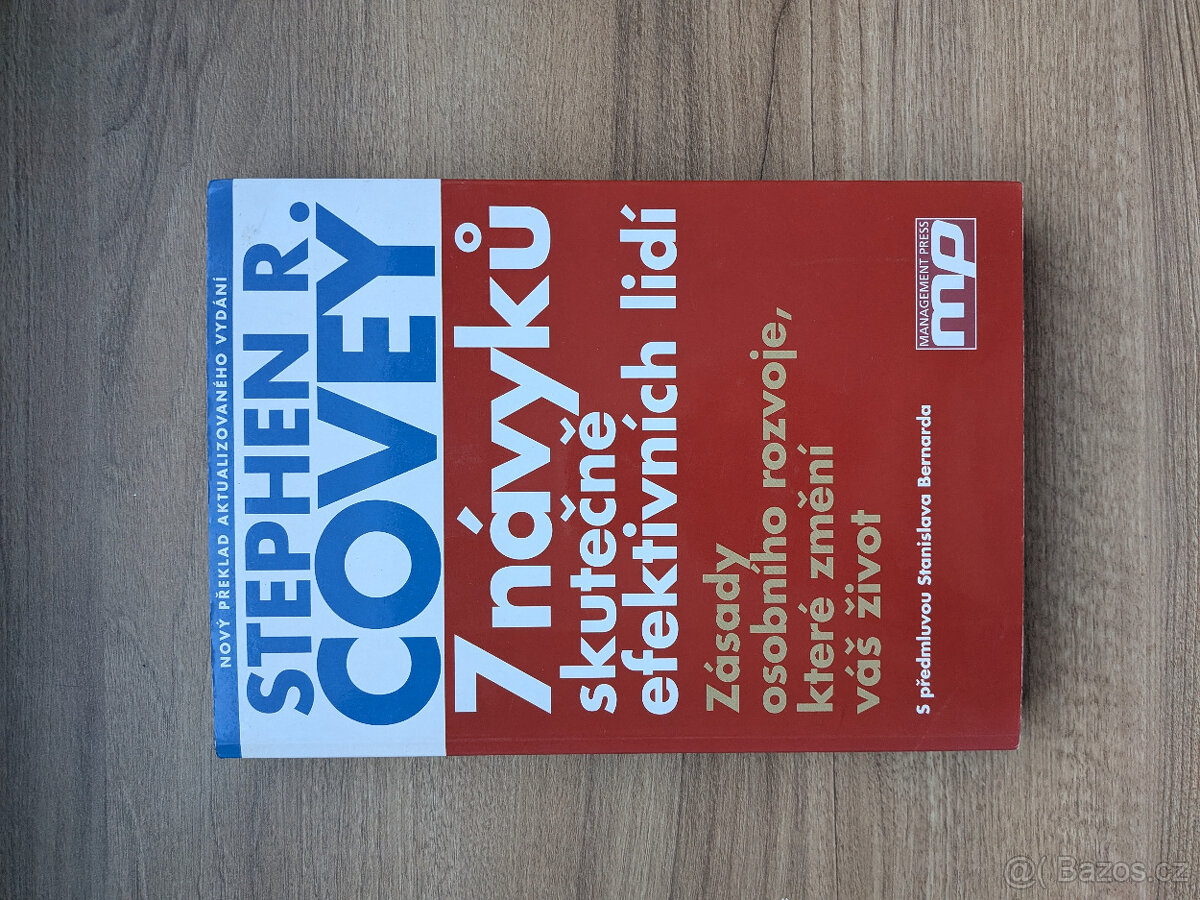 NOVÝ PŘEKLAD AKTUALIZOVANÉHO VYDÁNÍ
STEPHEN R.
COVEY
7 návyků
skutečně
efektivních lidí
Zásady
osobního rozvoje,
které změní
váš život
S předmluvou Stanislava Bernarda
MANAGEMENT PRESS
mp
@( Bazos.cz